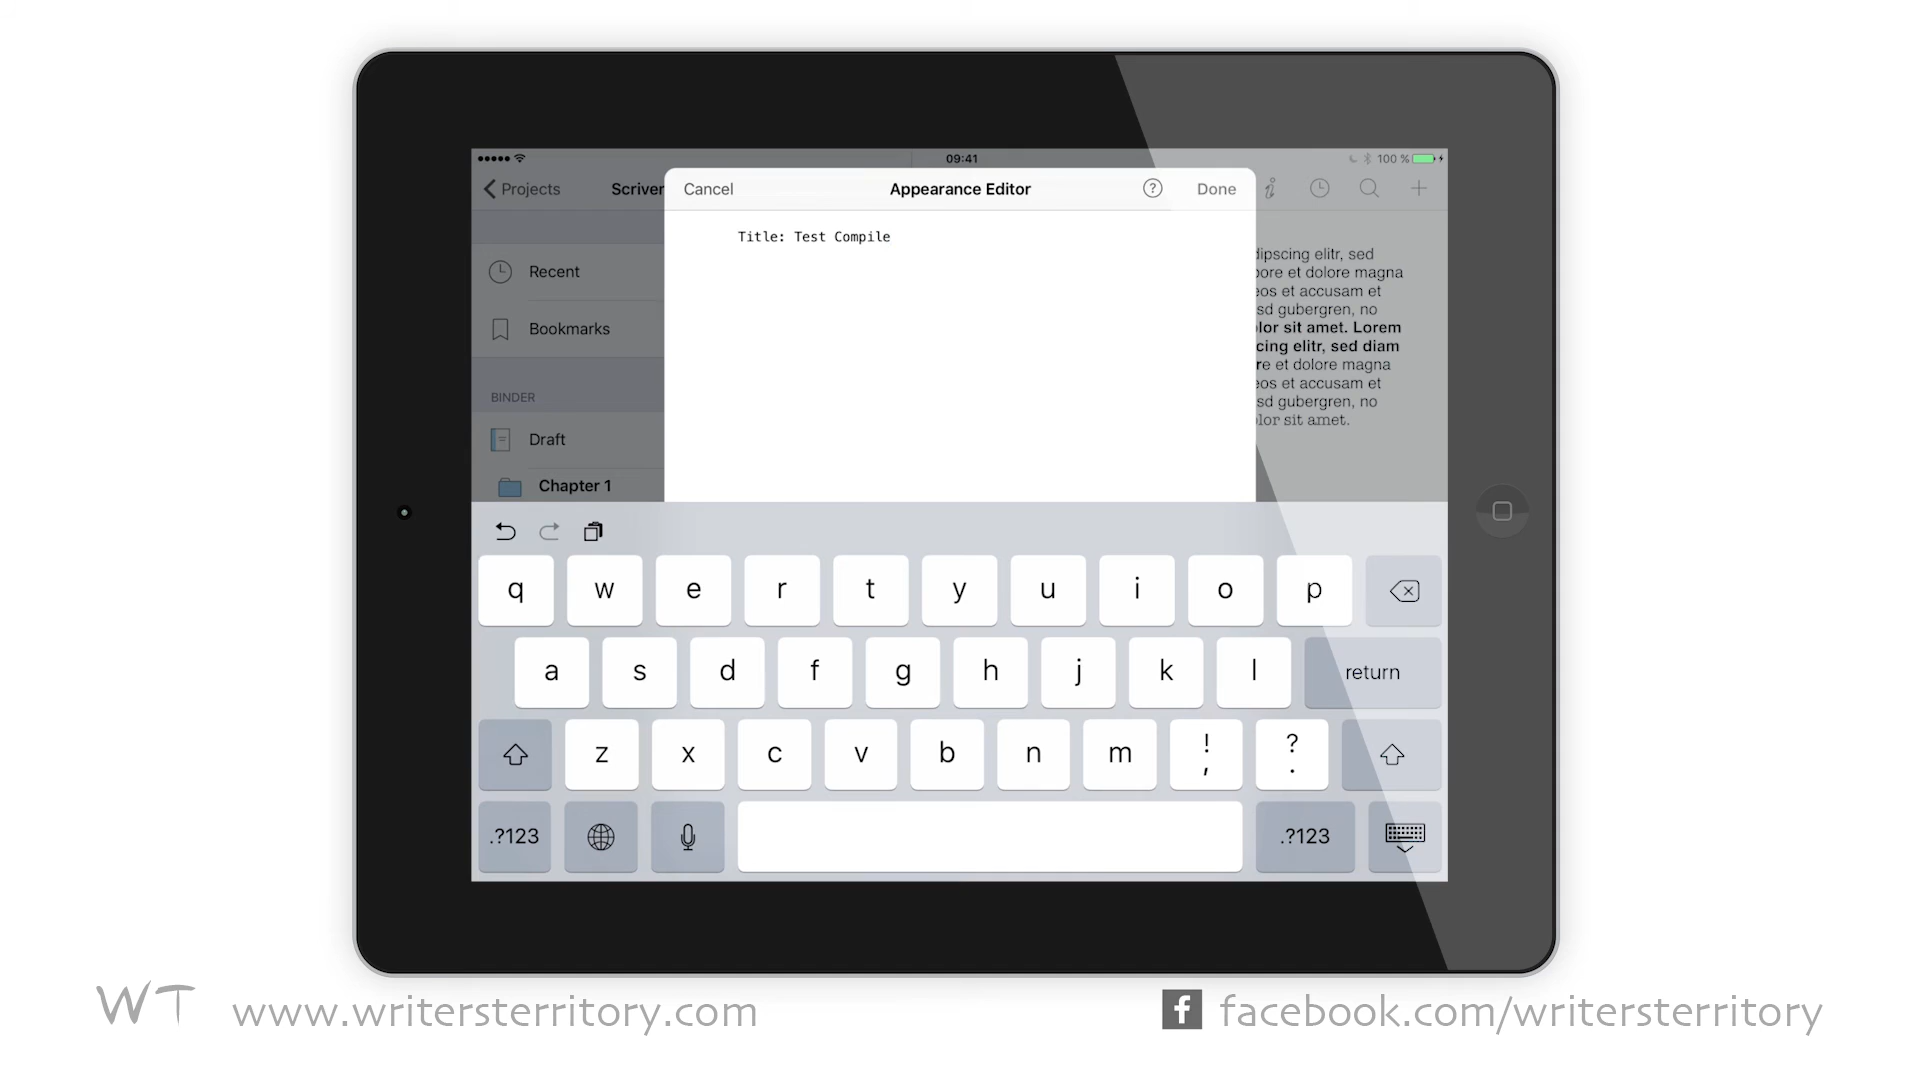 09:41
100 %
Projects
Scriver
Cancel
Appearance Editor
?
Done
i
Title: Test Compile
Recent
Bookmarks
BINDER
Draft
Chapter 1
dipscing elitr, sed
ore et dolore magna
eos et accusam et
sd gubergren, no
lor sit amet. Lorem
cing elitr, sed diam
re et dolore magna
eos et accusam et
sd gubergren, no
lor sit amet.
q w e r t y u i o p
a s d f g h j k l return
z x c v b n m ! , ? .
.?123 .?123
WT www.writersterritory.com
f facebook.com/writersterritory